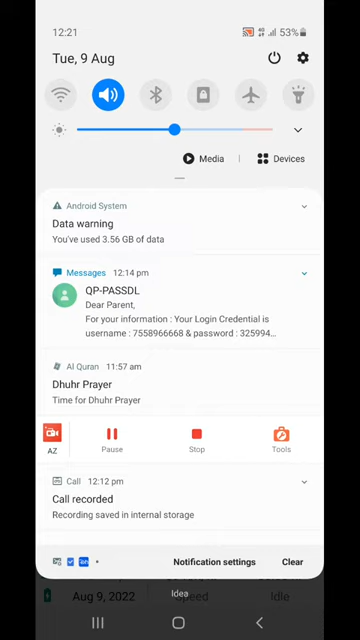 12:21
4G
53%
Tue, 9 Aug
Media
Devices
Android System
Data warning
You've used 3.56 GB of data
Messages 12:14 pm
QP-PASSDL
Dear Parent,
For your information : Your Login Credential is
username : 7558966668 & password : 325994...
Al Quran 11:57 am
Dhuhr Prayer
Time for Dhuhr Prayer
AZ
Pause
Stop
Tools
Call 12:12 pm
Call recorded
Recording saved in internal storage
Notification settings
Clear
Aug 9, 2022
Speed
Idle
Idea